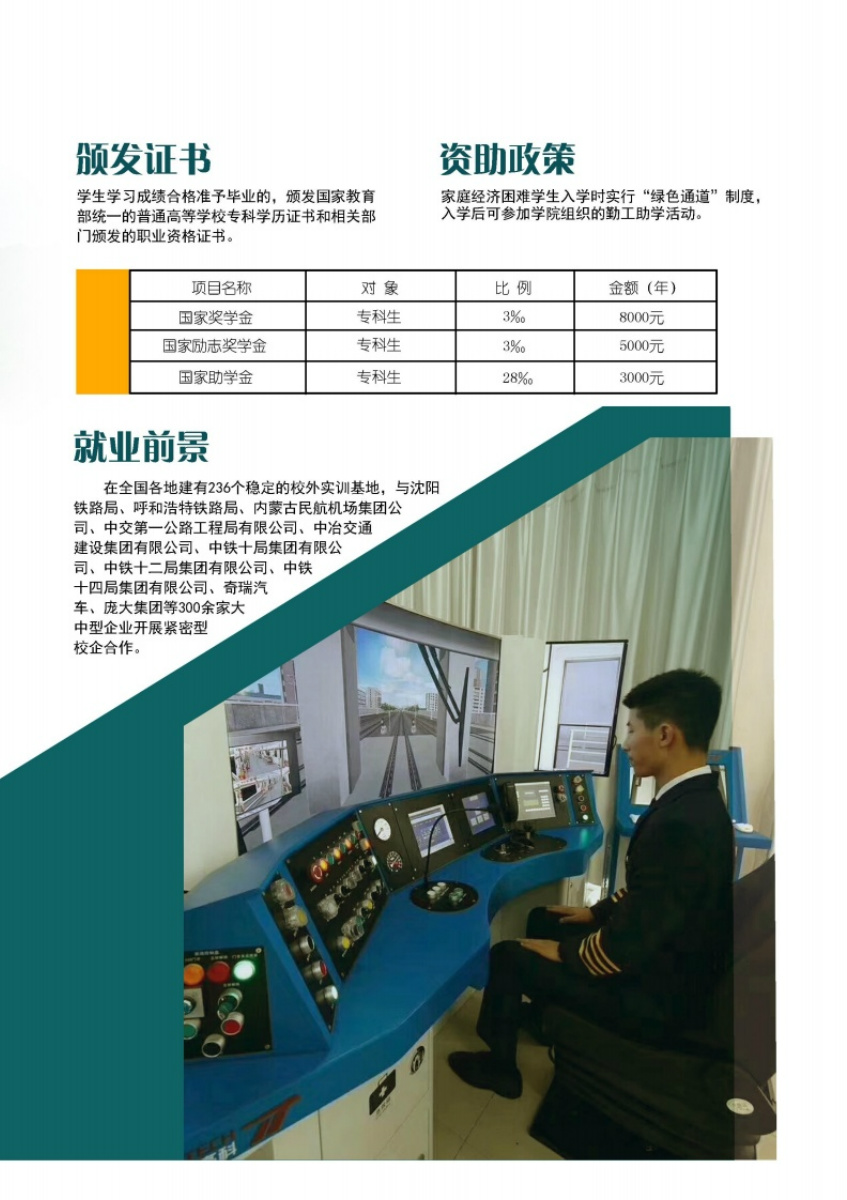 颁发证书
学生学习成绩合格准予毕业的，颁发国家教育
部统一的普通高等学校专科学历证书和相关部
门颁发的职业资格证书。
资助政策
家庭经济困难学生入学时实行“绿色通道”制度，
入学后可参加学院组织的勤工助学活动。
项目名称 对 象 比 例 金额（年）
国家奖学金 专科生 3‰ 8000元
国家励志奖学金 专科生 3‰ 5000元
国家助学金 专科生 28‰ 3000元
就业前景
在全国各地建有236个稳定的校外实训基地，与沈阳
铁路局、呼和浩特铁路局、内蒙古民航机场集团公
司、中交第一公路工程局有限公司、中冶交通
建设集团有限公司、中铁十局集团有限公
司、中铁十二局集团有限公司、中铁
十四局集团有限公司、奇瑞汽
车、庞大集团等300余家大
中型企业开展紧密型
校企合作。